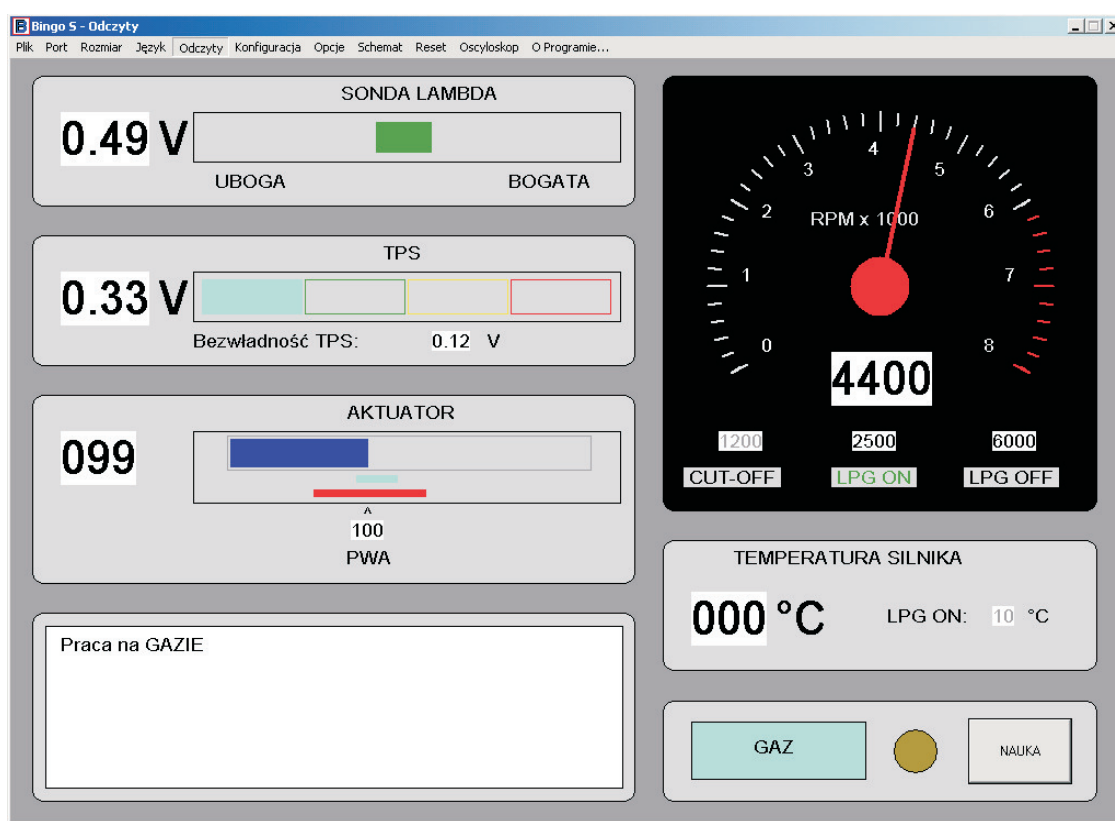 Bingo S - Odczyty
Plik Port Rozmiar Język Odczyty Konfiguracja Opcje Schemat Reset Oscyloskop O Programie...
SONDA LAMBDA
0.49 V
UBOGA BOGATA
TPS
0.33 V
Bezwładność TPS: 0.12 V
AKTUATOR
099
^
100
PWA
Praca na GAZIE
0 1 2 3 4 5 6 7 8
RPM x 1000
4400
1200 2500 6000
CUT-OFF LPG ON LPG OFF
TEMPERATURA SILNIKA
000 °C LPG ON: 10 °C
GAZ NAUKA